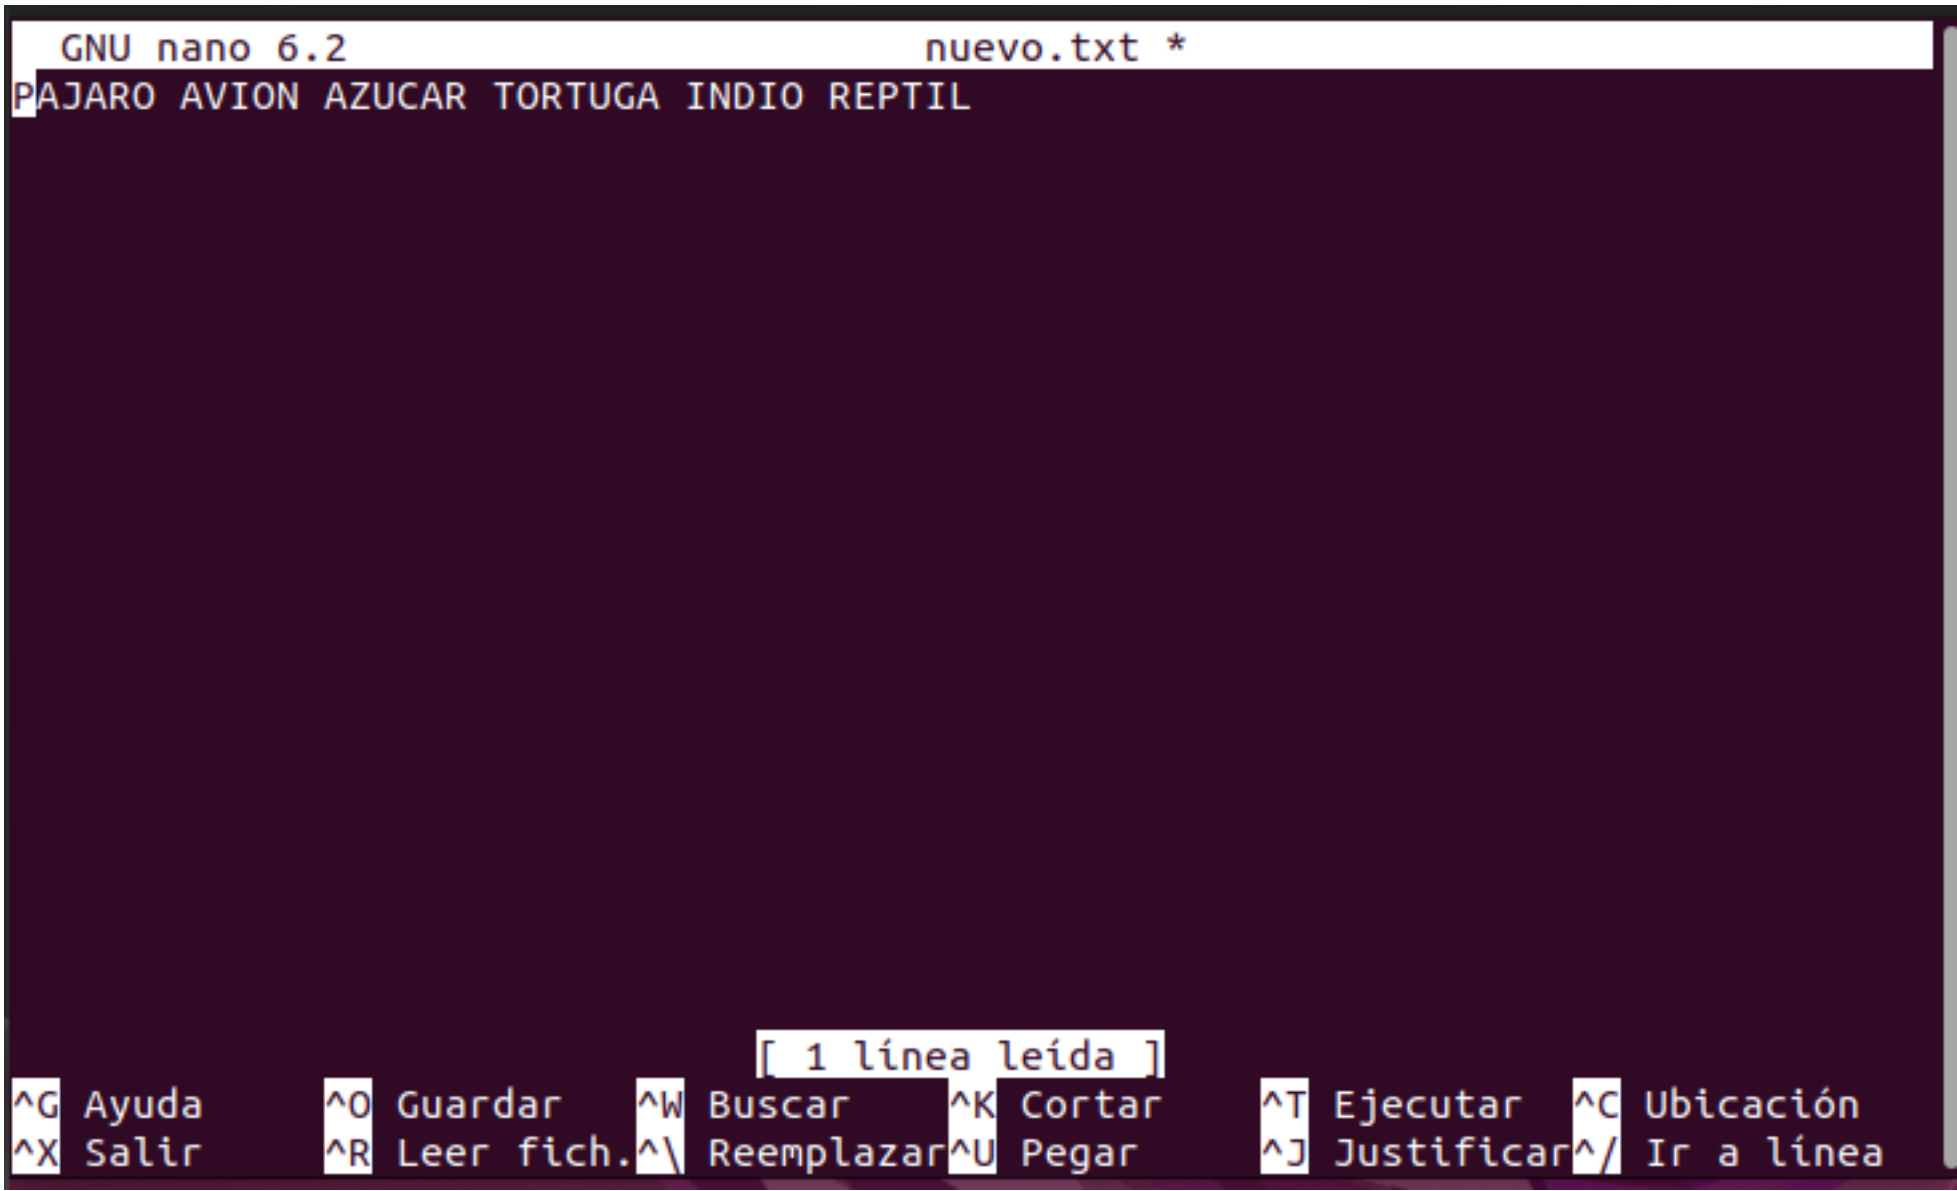 GNU nano 6.2 nuevo.txt *
PAJARO AVION AZUCAR TORTUGA INDIO REPTIL
[ 1 línea leída ]
^G Ayuda ^O Guardar ^W Buscar ^K Cortar ^T Ejecutar ^C Ubicación
^X Salir ^R Leer fich. ^\ Reemplazar ^U Pegar ^J Justificar ^/ Ir a línea